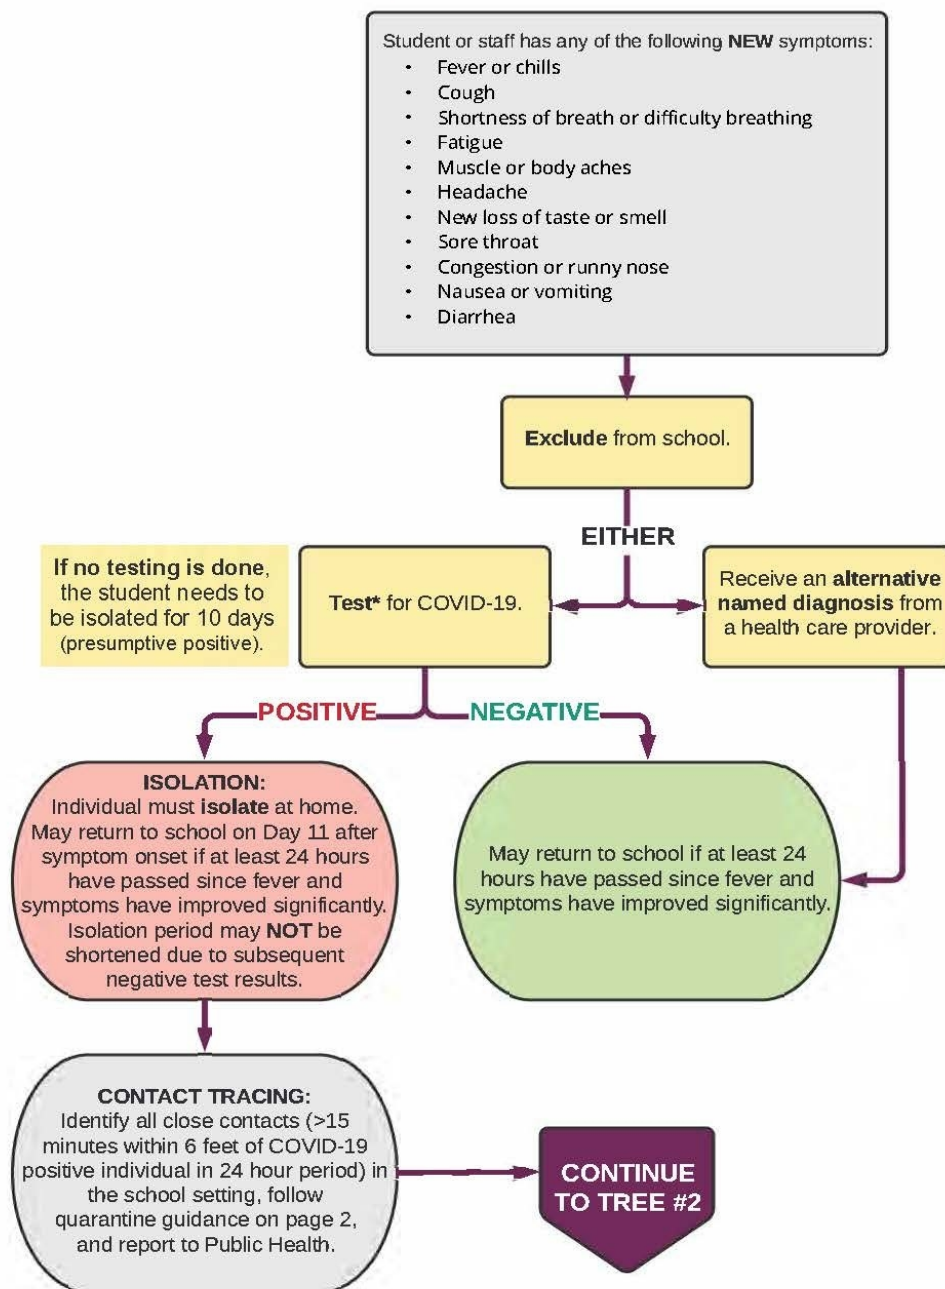 Student or staff has any of the following NEW symptoms:
• Fever or chills
• Cough
• Shortness of breath or difficulty breathing
• Fatigue
• Muscle or body aches
• Headache
• New loss of taste or smell
• Sore throat
• Congestion or runny nose
• Nausea or vomiting
• Diarrhea
Exclude from school.
EITHER
If no testing is done,
the student needs to
be isolated for 10 days
(presumptive positive).
Test* for COVID-19.
Receive an alternative
named diagnosis from
a health care provider.
POSITIVE
NEGATIVE
ISOLATION:
Individual must isolate at home.
May return to school on Day 11 after
symptom onset if at least 24 hours
have passed since fever and
symptoms have improved significantly.
Isolation period may NOT be
shortened due to subsequent
negative test results.
May return to school if at least 24
hours have passed since fever and
symptoms have improved significantly.
CONTACT TRACING:
Identify all close contacts (>15
minutes within 6 feet of COVID-19
positive individual in 24 hour period) in
the school setting, follow
quarantine guidance on page 2,
and report to Public Health.
CONTINUE
TO TREE #2